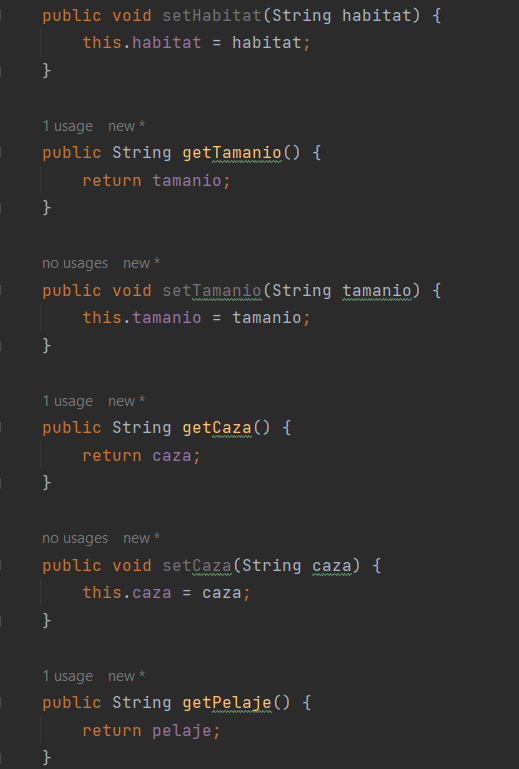 public void setHabitat(String habitat) {
this.habitat = habitat;
}
1 usage new *
public String getTamanio() {
return tamanio;
}
no usages new *
public void setTamanio(String tamanio) {
this.tamanio = tamanio;
}
1 usage new *
public String getCaza() {
return caza;
}
no usages new *
public void setCaza(String caza) {
this.caza = caza;
}
1 usage new *
public String getPelaje() {
return pelaje;
}